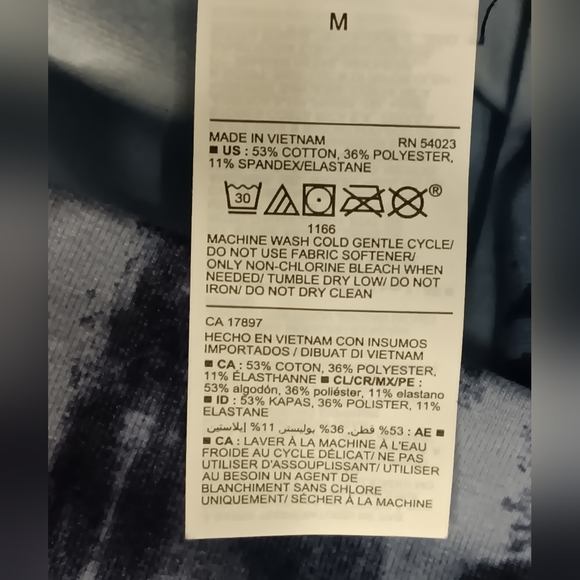 M
MADE IN VIETNAM RN 54023
■ US : 53% COTTON, 36% POLYESTER,
11% SPANDEX/ELASTANE
30 ®
1166
MACHINE WASH COLD GENTLE CYCLE/
DO NOT USE FABRIC SOFTENER/
ONLY NON-CHLORINE BLEACH WHEN
NEEDED/ TUMBLE DRY LOW/ DO NOT
IRON/ DO NOT DRY CLEAN
CA 17897
HECHO EN VIETNAM CON INSUMOS
IMPORTADOS / DIBUAT DI VIETNAM
■ CA : 53% COTON, 36% POLYESTER,
11% ÉLASTHANNE ■ CL/CR/MX/PE :
53% algodón, 36% poliéster, 11% elastano
■ ID : 53% KAPAS, 36% POLISTER, 11%
ELASTANE
■ AE : 53% قطن, 36% بوليستر, 11% إيلاستين
■ CA : LAVER À LA MACHINE À L'EAU
FROIDE AU CYCLE DÉLICAT/ NE PAS
UTILISER D'ASSOUPLISSANT/ UTILISER
AU BESOIN UN AGENT DE
BLANCHIMENT SANS CHLORE
UNIQUEMENT/ SÉCHER À LA MACHINE